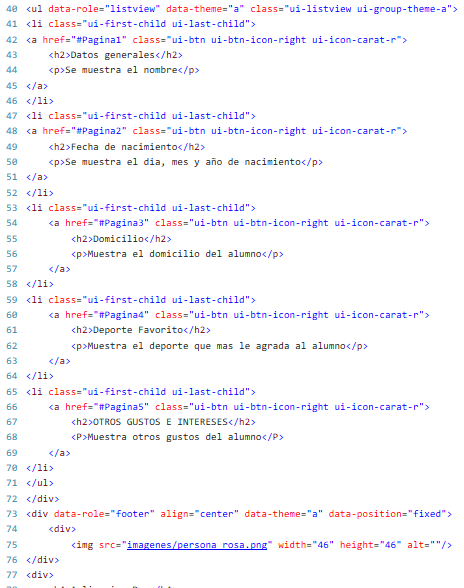 40 <ul data-role="listview" data-theme="a" class="ui-listview ui-group-theme-a">
41 <li class="ui-first-child ui-last-child">
42 <a href="#Pagina1" class="ui-btn ui-btn-icon-right ui-icon-carat-r">
43 <h2>Datos generales</h2>
44 <p>Se muestra el nombre</p>
45 </a>
46 </li>
47 <li class="ui-first-child ui-last-child">
48 <a href="#Pagina2" class="ui-btn ui-btn-icon-right ui-icon-carat-r">
49 <h2>Fecha de nacimiento</h2>
50 <p>Se muestra el dia, mes y año de nacimiento</p>
51 </a>
52 </li>
53 <li class="ui-first-child ui-last-child">
54 <a href="#Pagina3" class="ui-btn ui-btn-icon-right ui-icon-carat-r">
55 <h2>Domicilio</h2>
56 <p>Muestra el domicilio del alumno</p>
57 </a>
58 </li>
59 <li class="ui-first-child ui-last-child">
60 <a href="#Pagina4" class="ui-btn ui-btn-icon-right ui-icon-carat-r">
61 <h2>Deporte Favorito</h2>
62 <p>Muestra el deporte que mas le agrada al alumno</p>
63 </a>
64 </li>
65 <li class="ui-first-child ui-last-child">
66 <a href="#Pagina5" class="ui-btn ui-btn-icon-right ui-icon-carat-r">
67 <h2>OTROS GUSTOS E INTERESES</h2>
68 <P>Muestra otros gustos del alumno</P>
69 </a>
70 </li>
71 </ul>
72 </div>
73 <div data-role="footer" align="center" data-theme="a" data-position="fixed">
74 <div>
75 <img src="imagenes/persona_rosa.png" width="46" height="46" alt=""/>
76 </div>
77 <div>